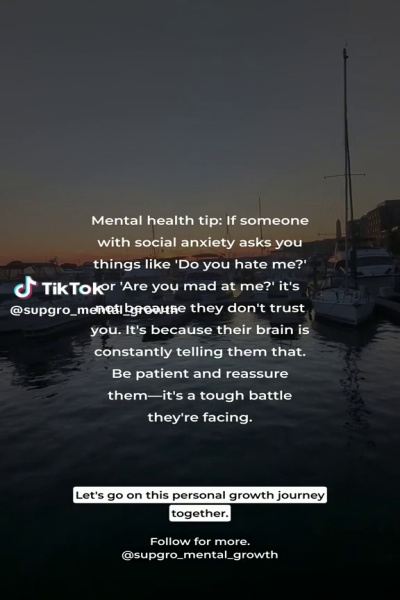 Mental health tip: If someone
with social anxiety asks you
things like 'Do you hate me?'
or 'Are you mad at me?' it's
TikTok
not because they don't trust
@supgro_mental_growth
you. It's because their brain is
constantly telling them that.
Be patient and reassure
them—it's a tough battle
they're facing.
Let's go on this personal growth journey
together.
Follow for more.
@supgro_mental_growth